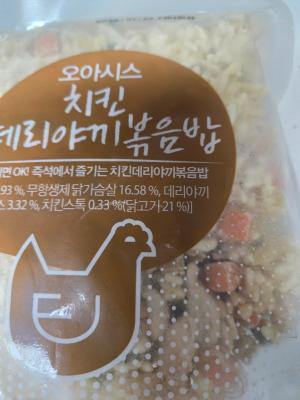 오아시스
치킨
데리야끼볶음밥
면OK! 즉석에서 즐기는 치킨데리야끼볶음밥
.93 %, 무항생제 닭가슴살 16.58 %, 데리야끼
스 3.32 %, 치킨스톡 0.33 %(닭고기 21 %)]